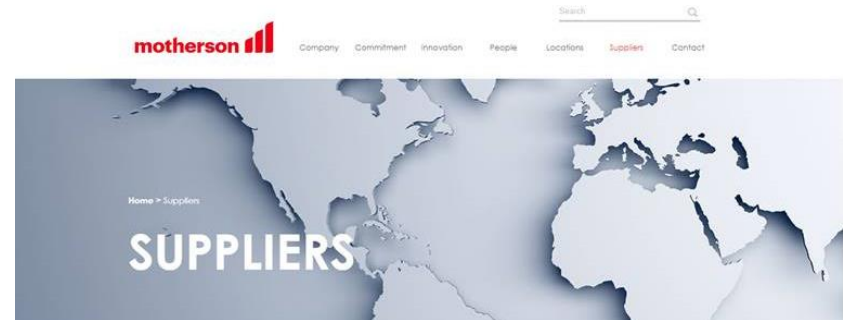 Search
motherson
Company Commitment Innovation People Locations Suppliers Contact
Home > Suppliers
SUPPLIERS